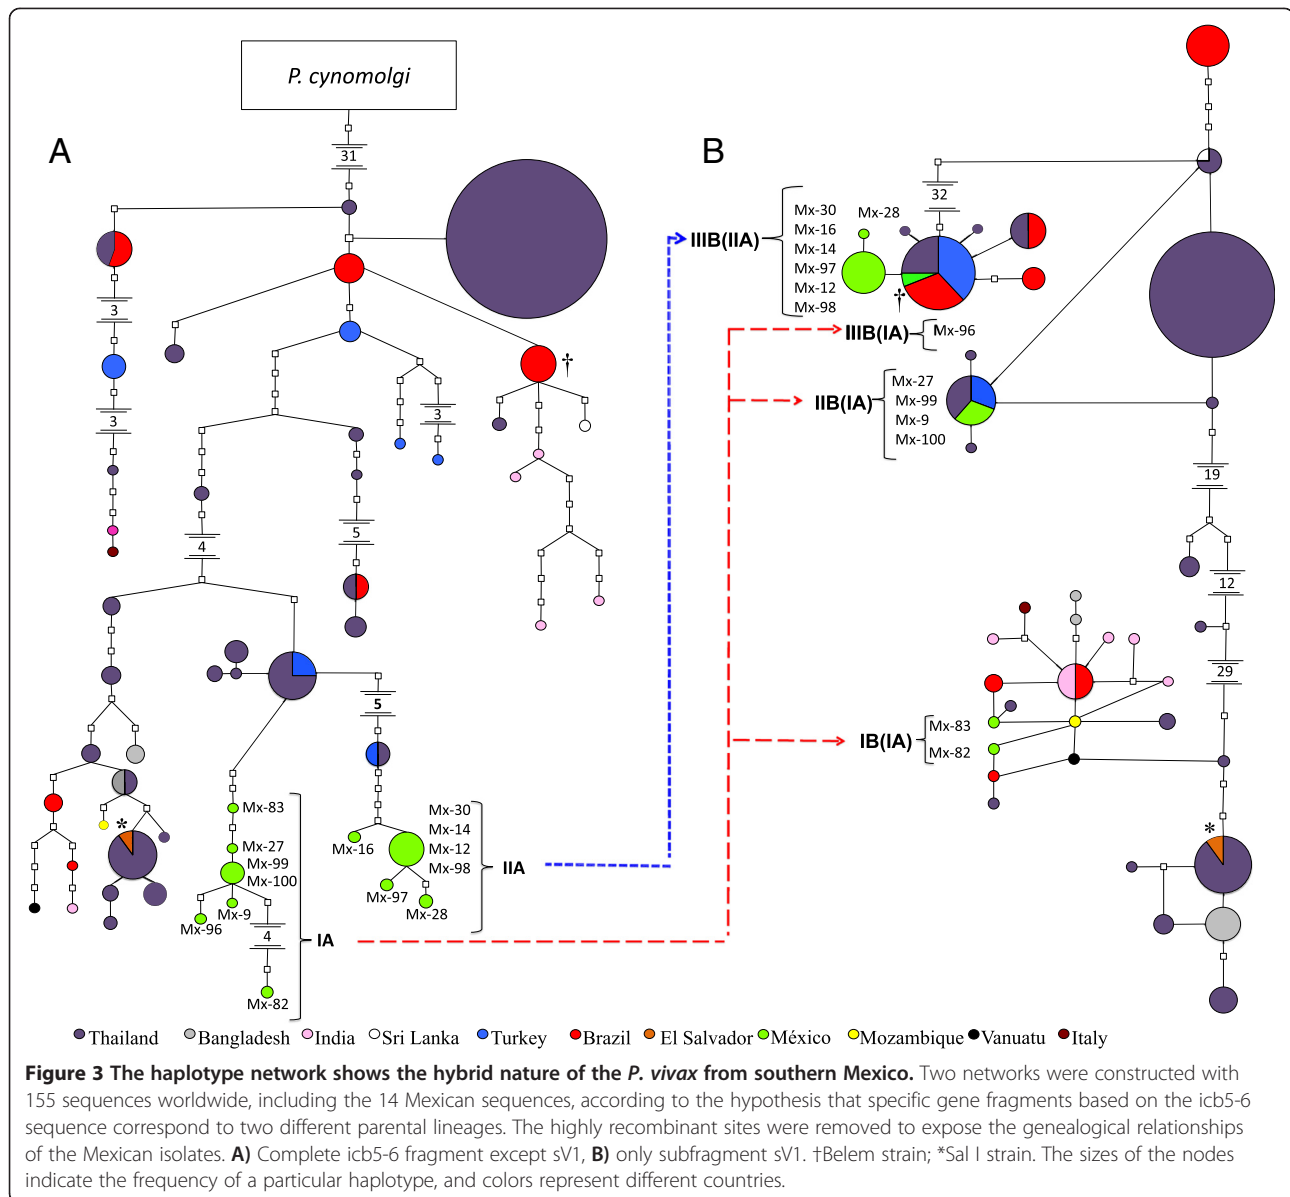 P. cynomolgi
A
B
31
3
3
3
4
5
5
4
†
*
Mx-83
Mx-27
Mx-99
Mx-100
Mx-9
Mx-96
Mx-82
IA
Mx-16
Mx-30
Mx-14
Mx-12
Mx-98
Mx-97
Mx-28
IIA
IIIB(IIA)
Mx-30
Mx-16
Mx-14
Mx-97
Mx-12
Mx-98
Mx-28
32
†
IIIB(IA)
Mx-96
IIB(IA)
Mx-27
Mx-99
Mx-9
Mx-100
19
12
29
IB(IA)
Mx-83
Mx-82
*
Thailand Bangladesh India Sri Lanka Turkey Brazil El Salvador México Mozambique Vanuatu Italy
Figure 3 The haplotype network shows the hybrid nature of the P. vivax from southern Mexico. Two networks were constructed with
155 sequences worldwide, including the 14 Mexican sequences, according to the hypothesis that specific gene fragments based on the icb5-6
sequence correspond to two different parental lineages. The highly recombinant sites were removed to expose the genealogical relationships
of the Mexican isolates. A) Complete icb5-6 fragment except sV1, B) only subfragment sV1. †Belem strain; *Sal I strain. The sizes of the nodes
indicate the frequency of a particular haplotype, and colors represent different countries.